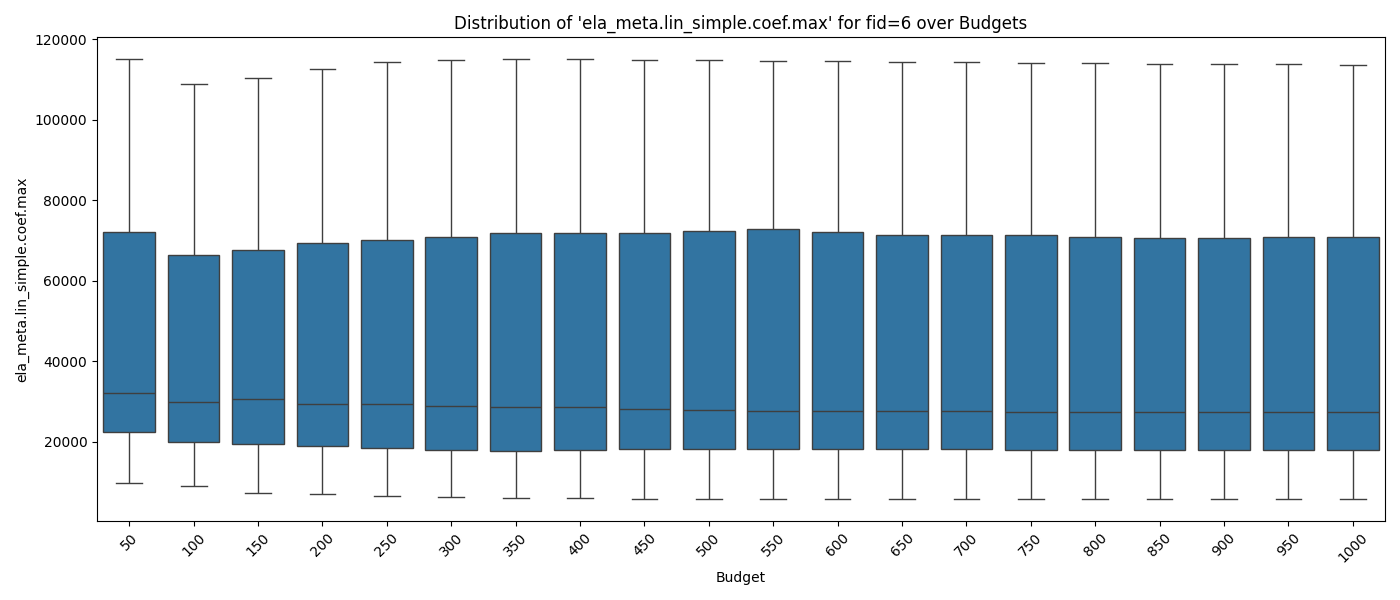 Distribution of 'ela_meta.lin_simple.coef.max' for fid=6 over Budgets
ela_meta.lin_simple.coef.max
120000
100000
80000
60000
40000
20000
50 100 150 200 250 300 350 400 450 500 550 600 650 700 750 800 850 900 950 1000
Budget